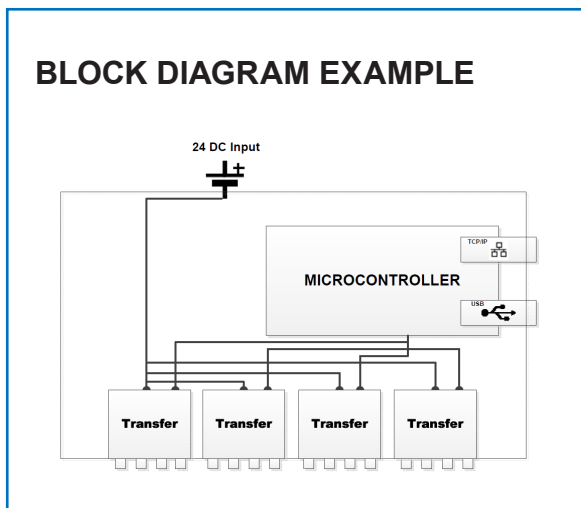 BLOCK DIAGRAM EXAMPLE
24 DC Input
+
TCP/IP
MICROCONTROLLER
USB
Transfer Transfer Transfer Transfer